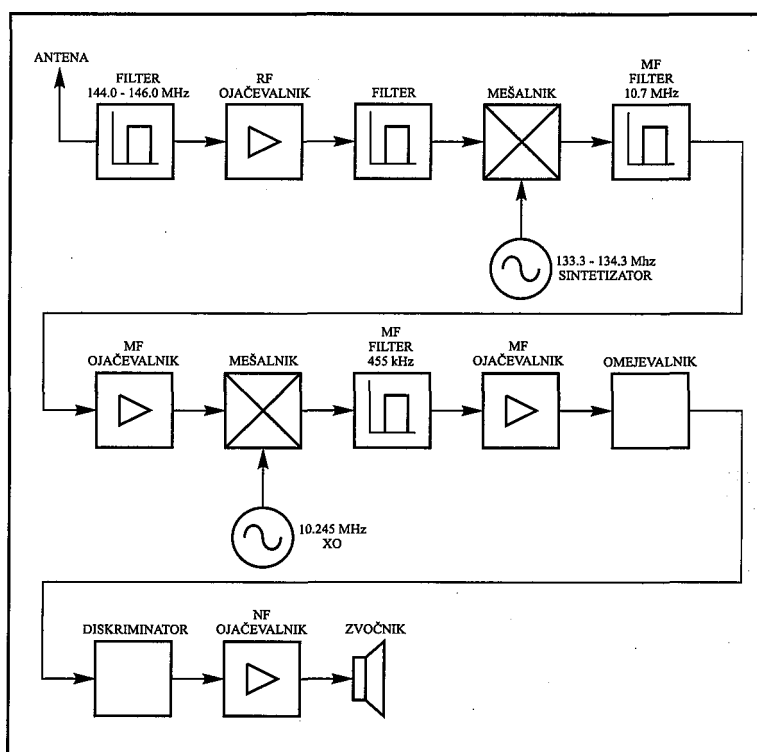 ANTENA
FILTER
144.0 - 146.0 MHz
RF
OJAČEVALNIK
FILTER
MEŠALNIK
MF
FILTER
10.7 MHz
133.3 - 134.3 Mhz
SINTETIZATOR
MF
OJAČEVALNIK
MEŠALNIK
MF
FILTER
455 kHz
MF
OJAČEVALNIK
OMEJEVALNIK
10.245 MHz
XO
DISKRIMINATOR
NF
OJAČEVALNIK
ZVOČNIK